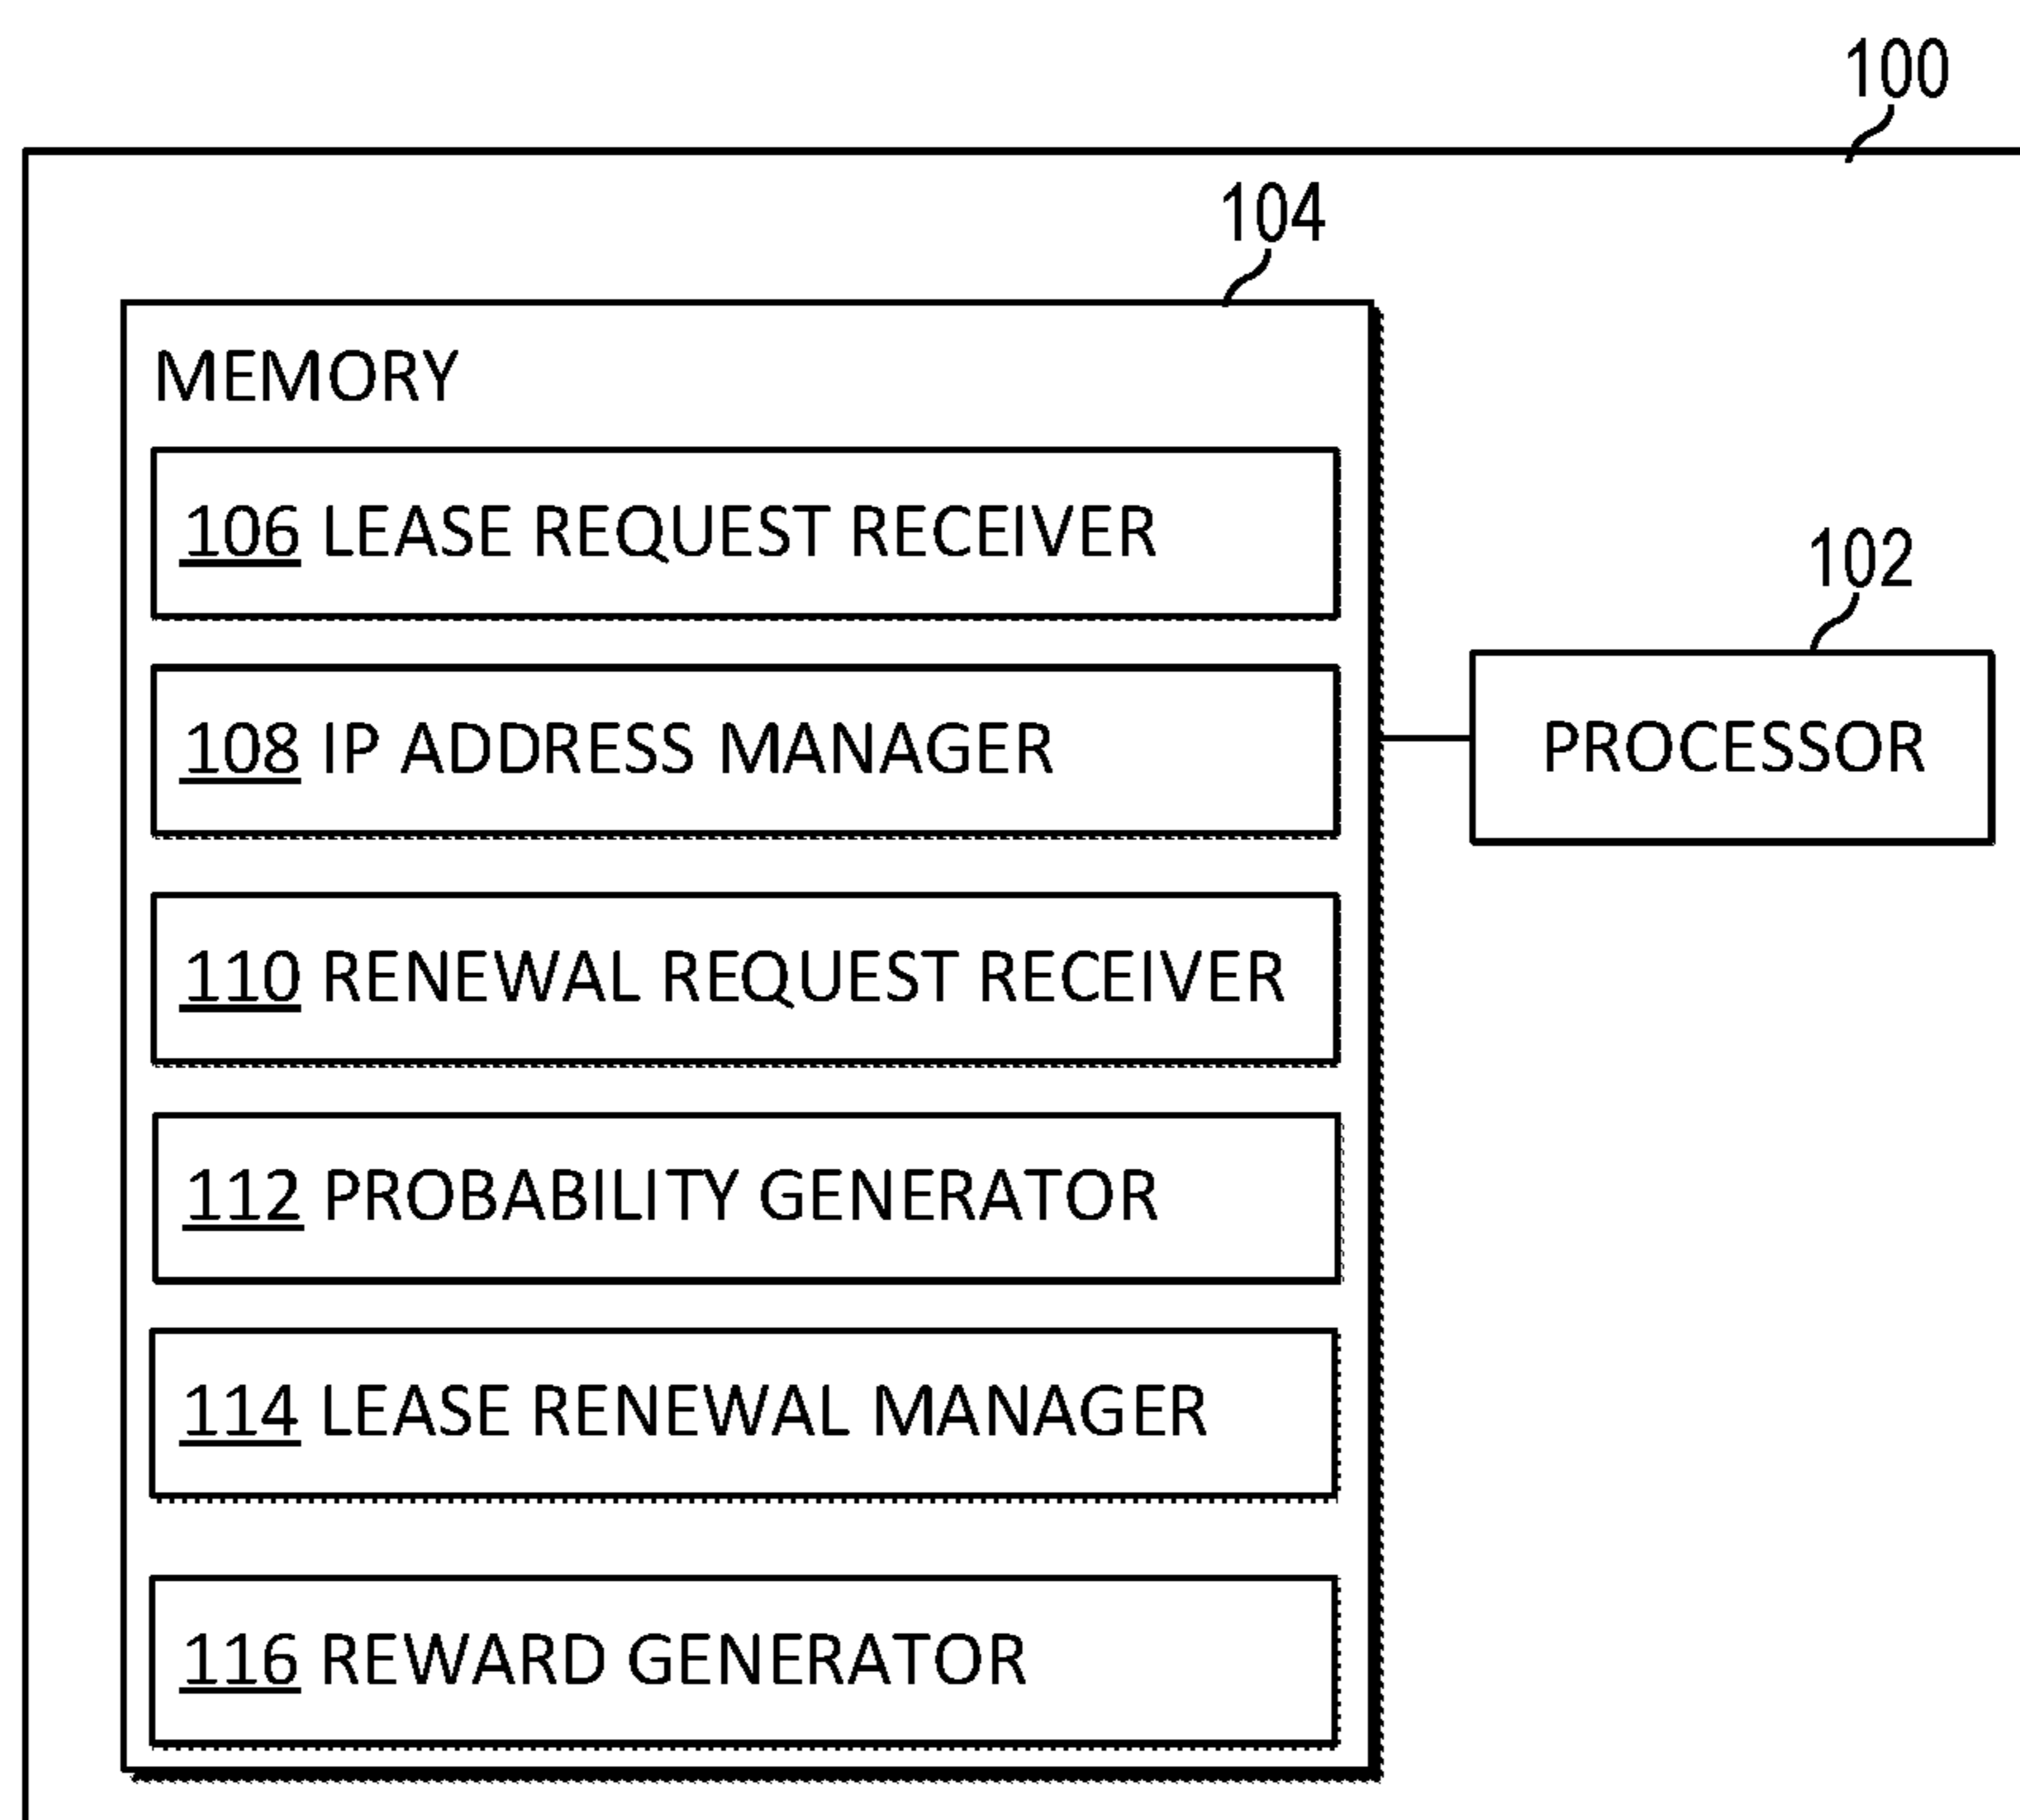 100
104
MEMORY
106 LEASE REQUEST RECEIVER
102
108 IP ADDRESS MANAGER
PROCESSOR
110 RENEWAL REQUEST RECEIVER
112 PROBABILITY GENERATOR
114 LEASE RENEWAL MANAGER
116 REWARD GENERATOR